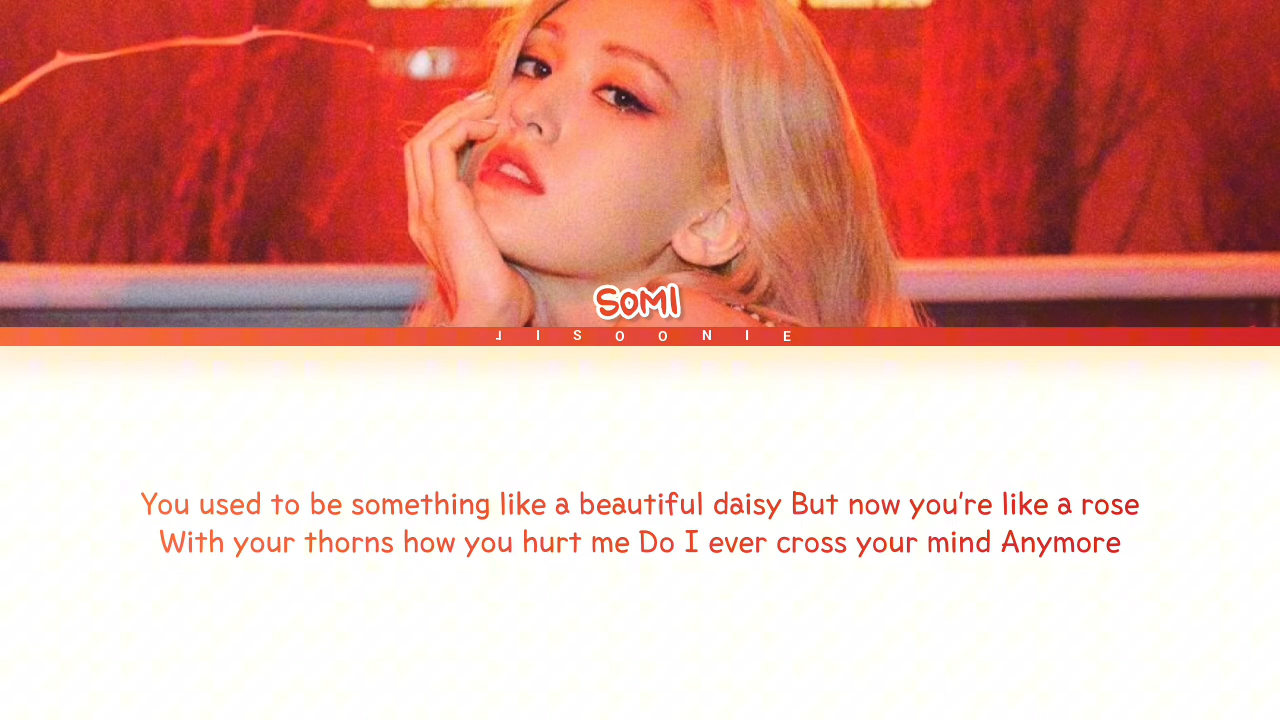 SOMI
JISOONIE
You used to be something like a beautiful daisy But now you're like a rose
With your thorns how you hurt me Do I ever cross your mind Anymore